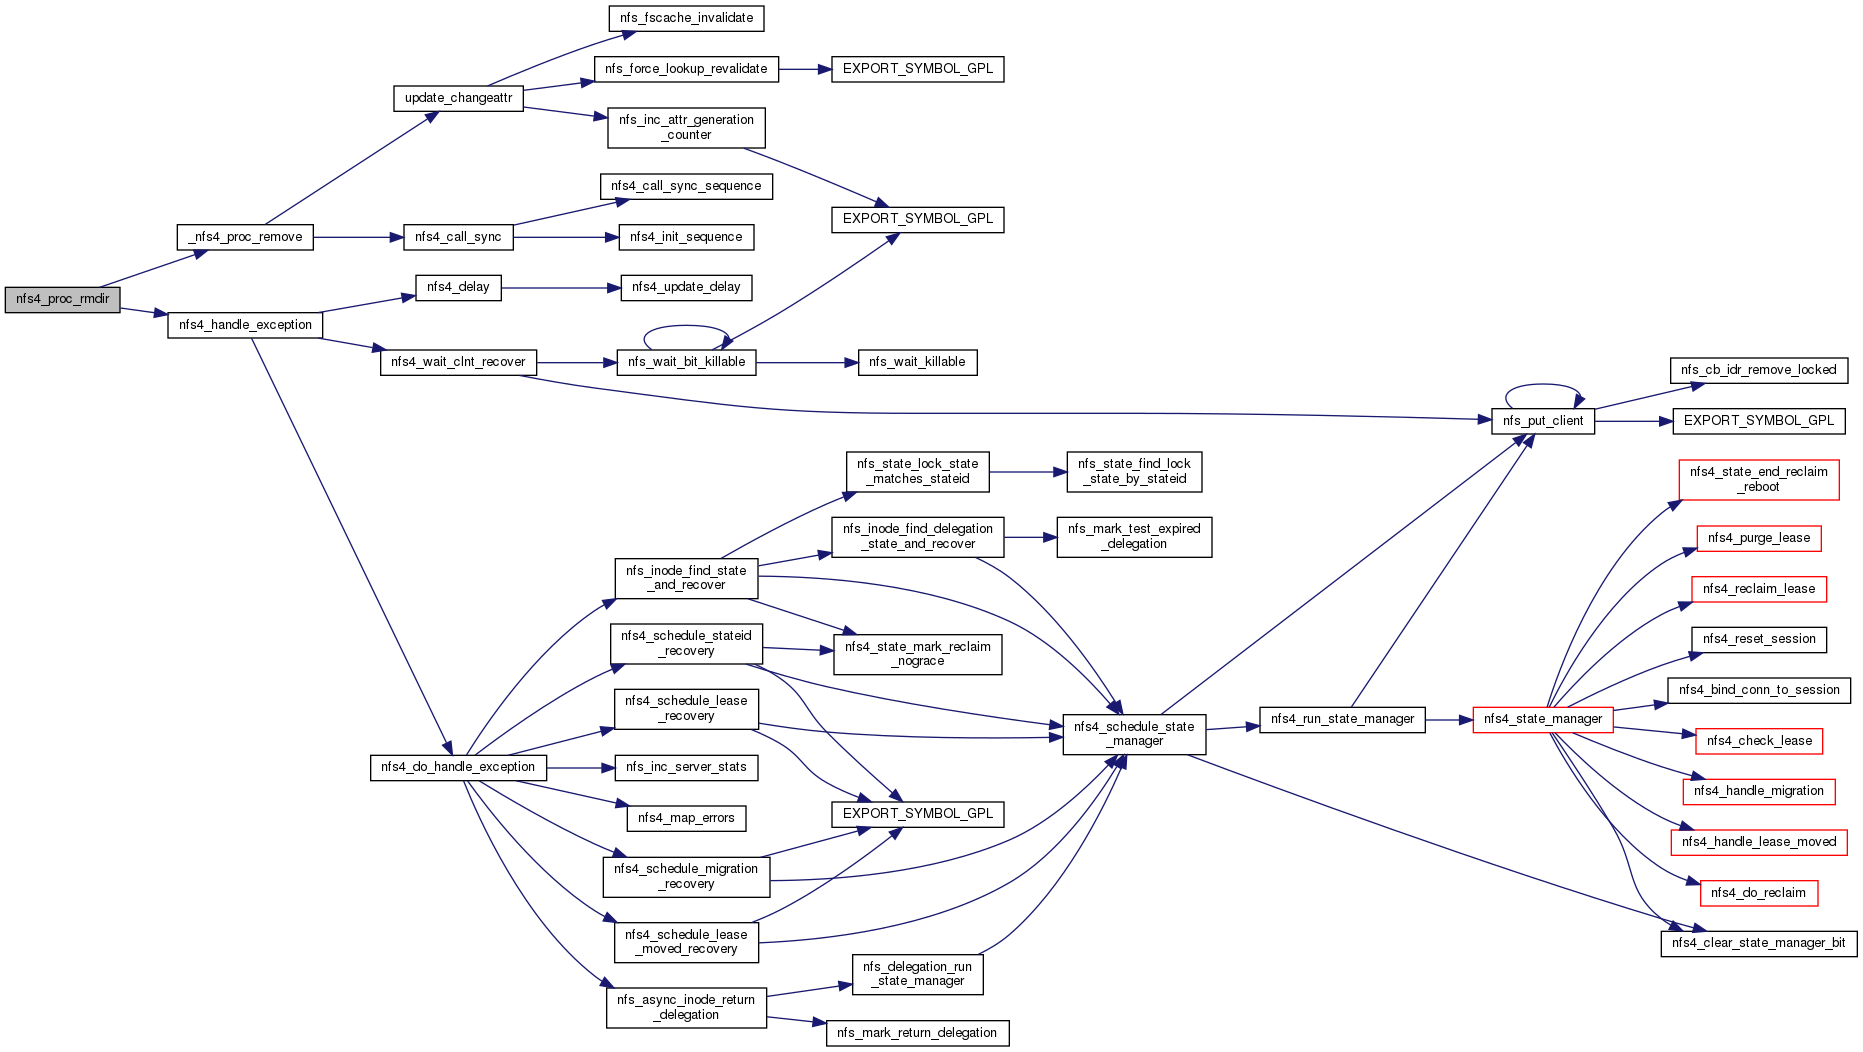 nfs_fscache_invalidate
nfs_force_lookup_revalidate
EXPORT_SYMBOL_GPL
update_changeattr
nfs_inc_attr_generation
_counter
nfs4_call_sync_sequence
EXPORT_SYMBOL_GPL
_nfs4_proc_remove
nfs4_call_sync
nfs4_init_sequence
nfs4_proc_rmdir
nfs4_delay
nfs4_update_delay
nfs4_handle_exception
nfs4_wait_clnt_recover
nfs_wait_bit_killable
nfs_wait_killable
nfs_cb_idr_remove_locked
nfs_put_client
EXPORT_SYMBOL_GPL
nfs_state_lock_state
_matches_stateid
nfs_state_find_lock
_state_by_stateid
nfs4_state_end_reclaim
_reboot
nfs_inode_find_delegation
_state_and_recover
nfs_mark_test_expired
_delegation
nfs4_purge_lease
nfs_inode_find_state
_and_recover
nfs4_reclaim_lease
nfs4_schedule_stateid
_recovery
nfs4_state_mark_reclaim
_nograce
nfs4_reset_session
nfs4_schedule_lease
_recovery
nfs4_bind_conn_to_session
nfs4_schedule_state
_manager
nfs4_run_state_manager
nfs4_state_manager
nfs4_check_lease
nfs4_do_handle_exception
nfs_inc_server_stats
nfs4_handle_migration
nfs4_map_errors
EXPORT_SYMBOL_GPL
nfs4_handle_lease_moved
nfs4_schedule_migration
_recovery
nfs4_do_reclaim
nfs4_schedule_lease
_moved_recovery
nfs4_clear_state_manager_bit
nfs_delegation_run
_state_manager
nfs_async_inode_return
_delegation
nfs_mark_return_delegation